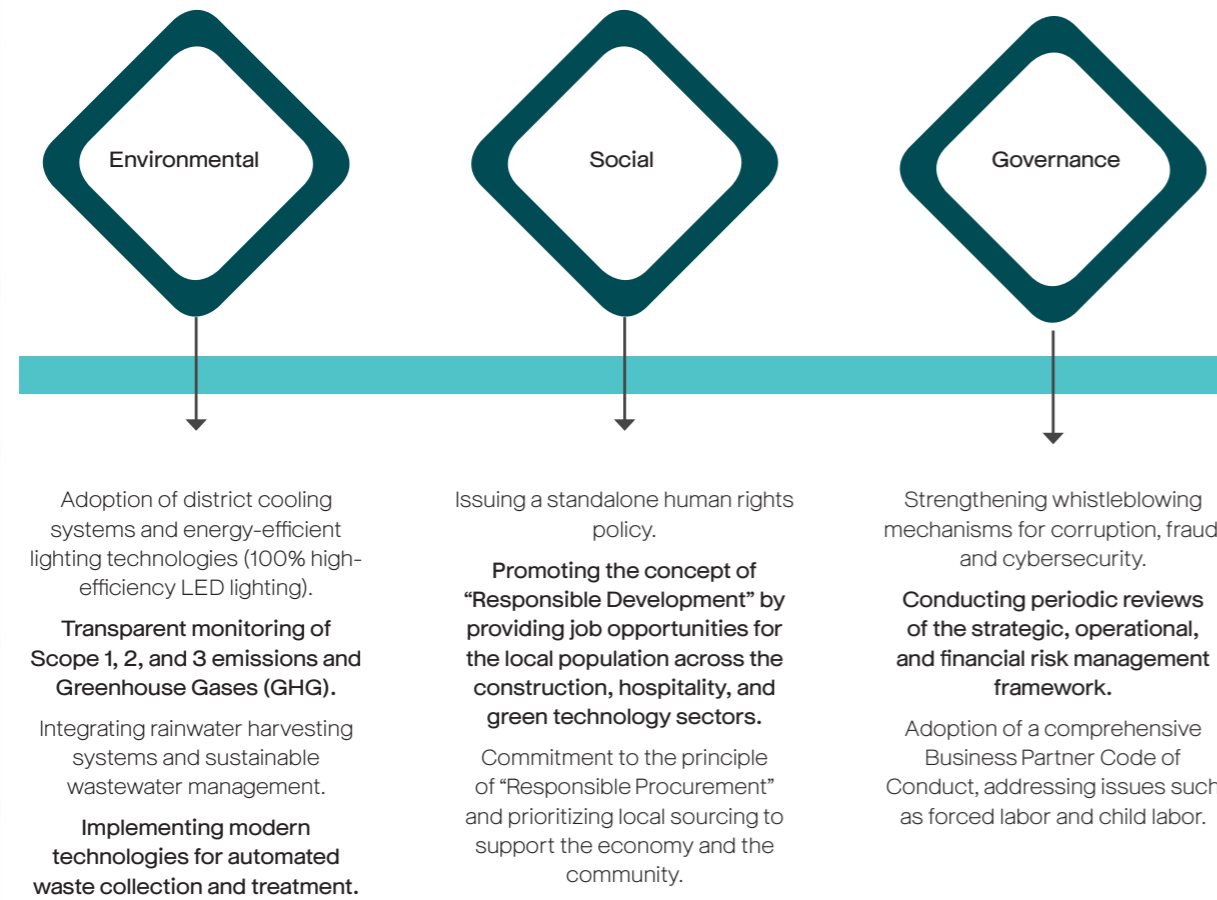 Environmental
Adoption of district cooling
systems and energy-efficient
lighting technologies (100% high-
efficiency LED lighting).
Transparent monitoring of
Scope 1, 2, and 3 emissions and
Greenhouse Gases (GHG).
Integrating rainwater harvesting
systems and sustainable
wastewater management.
Implementing modern
technologies for automated
waste collection and treatment.
Social
Issuing a standalone human rights
policy.
Promoting the concept of
“Responsible Development” by
providing job opportunities for
the local population across the
construction, hospitality, and
green technology sectors.
Commitment to the principle
of “Responsible Procurement”
and prioritizing local sourcing to
support the economy and the
community.
Governance
Strengthening whistleblowing
mechanisms for corruption, fraud
and cybersecurity.
Conducting periodic reviews
of the strategic, operational,
and financial risk management
framework.
Adoption of a comprehensive
Business Partner Code of
Conduct, addressing issues such
as forced labor and child labor.